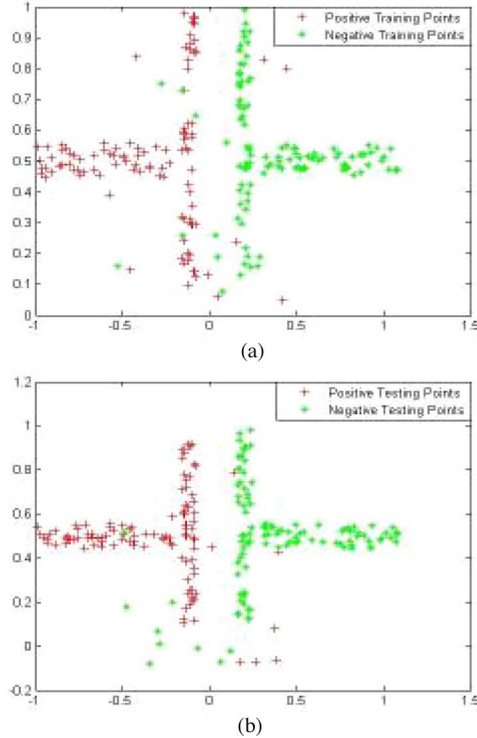 1
0.9
0.8
0.7
0.6
0.5
0.4
0.3
0.2
0.1
0
-1 -0.5 0 0.5 1 1.5
Positive Training Points
Negative Training Points
(a)
1.2
1
0.8
0.6
0.4
0.2
0
-0.2
-1 -0.5 0 0.5 1 1.5
Positive Testing Points
Negative Testing Points
(b)